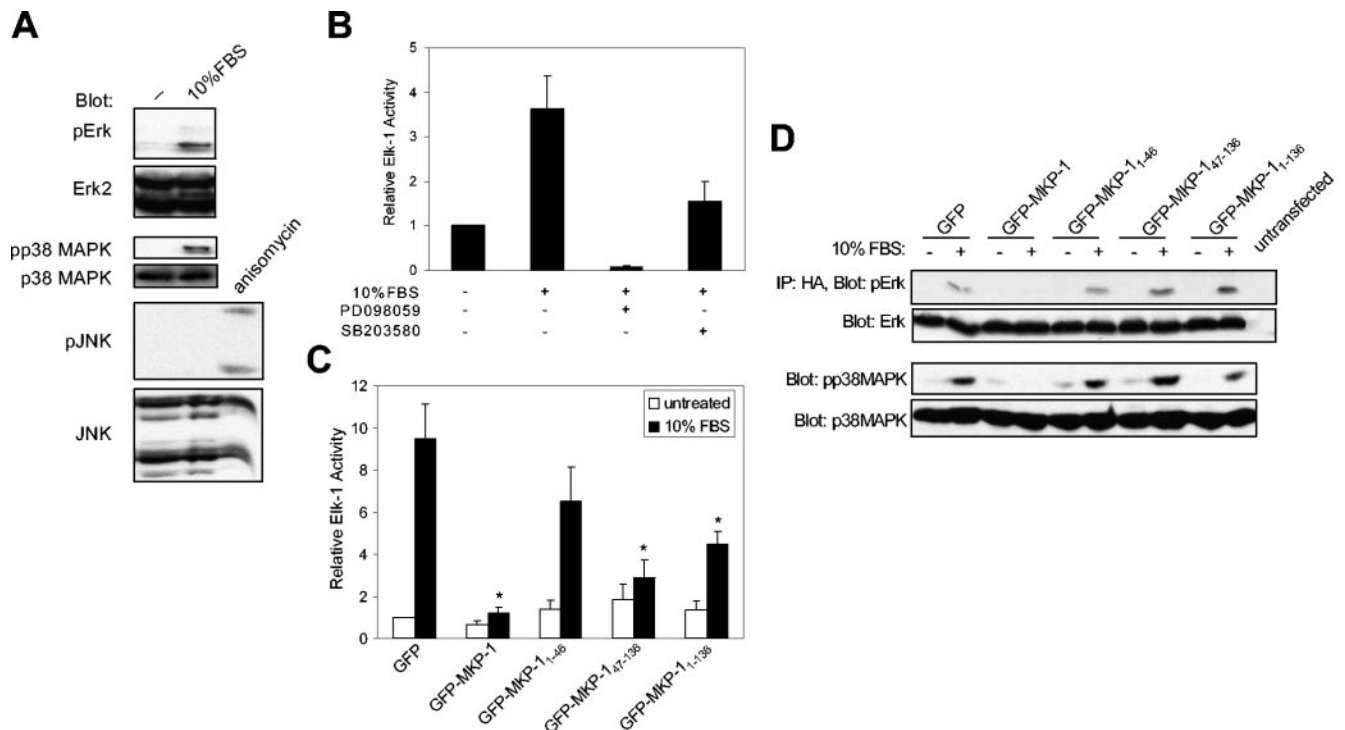 A
Blot:
– 10%FBS
pErk
Erk2
pp38 MAPK
p38 MAPK
anisomycin
pJNK
JNK
B
Relative Elk-1 Activity
5
4
3
2
1
0
10%FBS - + + +
PD098059 - - + -
SB203580 - - - +
C
Relative Elk-1 Activity
12
10
8
6
4
2
0
untreated
10% FBS
* * *
GFP
GFP-MKP-1
GFP-MKP-1₁₋₄₆
GFP-MKP-1₄₇₋₁₃₆
GFP-MKP-1₁₋₁₃₆
D
GFP
GFP-MKP-1
GFP-MKP-1₁₋₄₆
GFP-MKP-1₄₇₋₁₃₆
GFP-MKP-1₁₋₁₃₆
untransfected
10% FBS: - + - + - + - + - +
IP: HA, Blot: pErk
Blot: Erk
Blot: pp38MAPK
Blot: p38MAPK